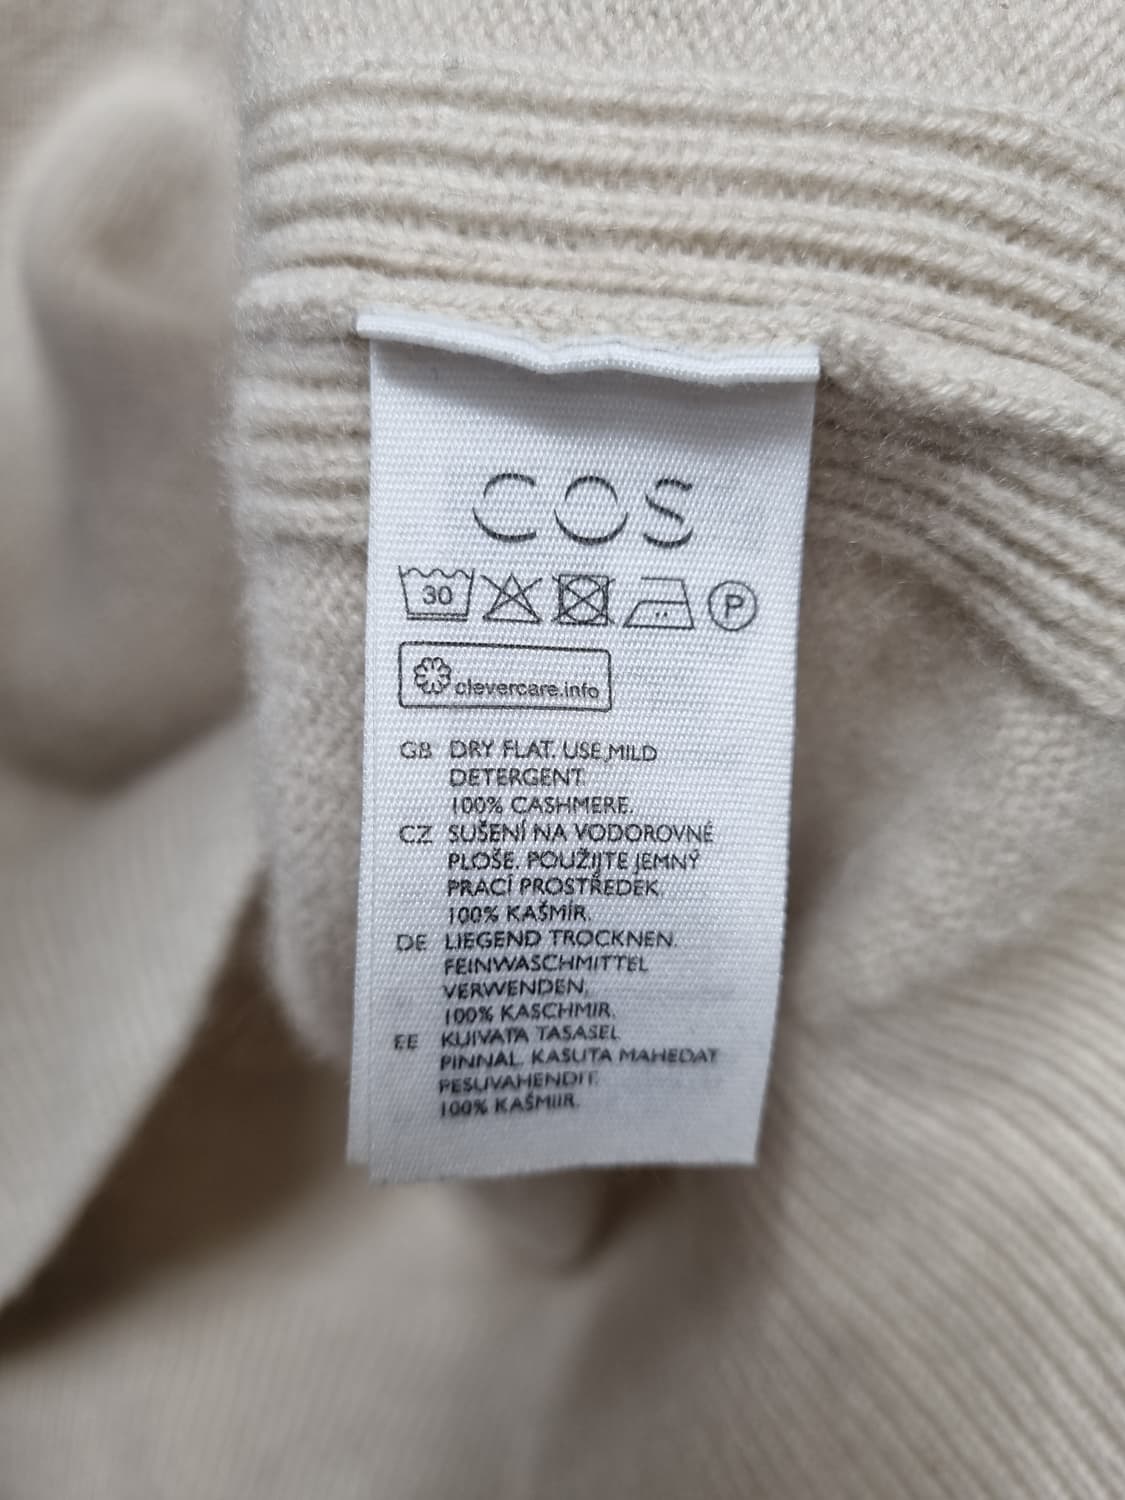 COS
30 P
clevercare.info
GB DRY FLAT. USE MILD
DETERGENT.
100% CASHMERE.
CZ SUŠENÍ NA VODOROVNÉ
PLOŠE. POUŽIJTE JEMNÝ
PRACÍ PROSTŘEDEK.
100% KAŠMÍR.
DE LIEGEND TROCKNEN.
FEINWASCHMITTEL
VERWENDEN.
100% KASCHMIR.
EE KUIVATA TASASEL
PINNAL. KASUTA MAHEDAT
PESUVAHENDIT.
100% KAŠMIIR.